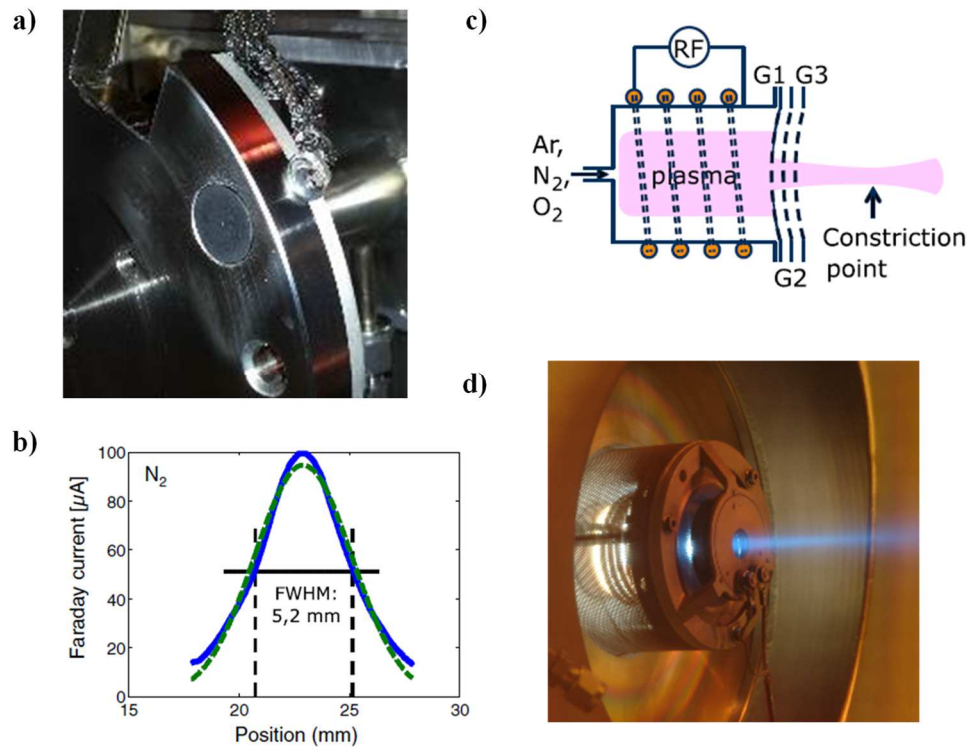 a)
b)
N2
Faraday current [µA]
100
80
60
40
20
0
FWHM:
5,2 mm
15
20
25
30
Position (mm)
c)
RF
G1 G3
Ar,
N2,
O2
plasma
Constriction
point
G2
d)